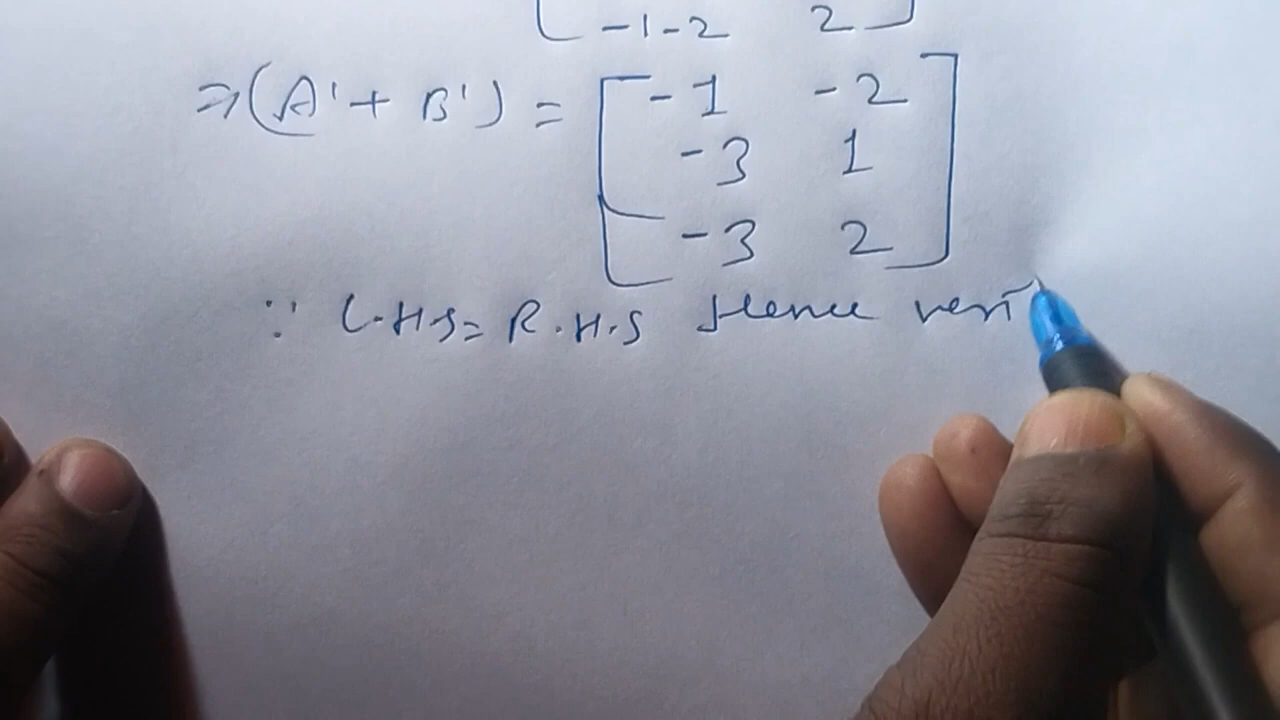 -1-2 2
⇒ (A' + B') = [ -1 -2
-3 1
-3 2 ]
∵ L.H.S = R.H.S Hence veri